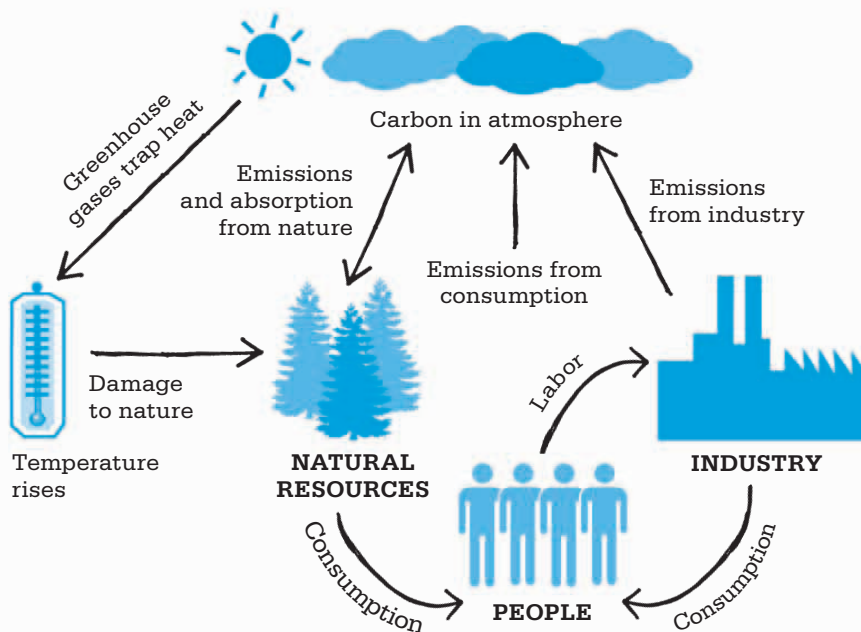 Greenhouse
gases trap heat
Carbon in atmosphere
Emissions
and absorption
from nature
Emissions from
consumption
Emissions
from industry
Damage
to nature
Temperature
rises
Labor
NATURAL
RESOURCES
INDUSTRY
Consumption
Consumption
PEOPLE